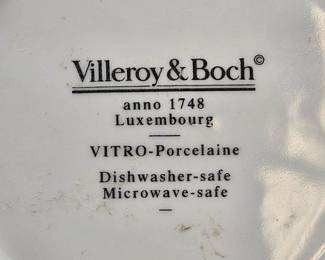 Villeroy & Boch©
anno 1748
Luxembourg
VITRO-Porcelaine
Dishwasher-safe
Microwave-safe